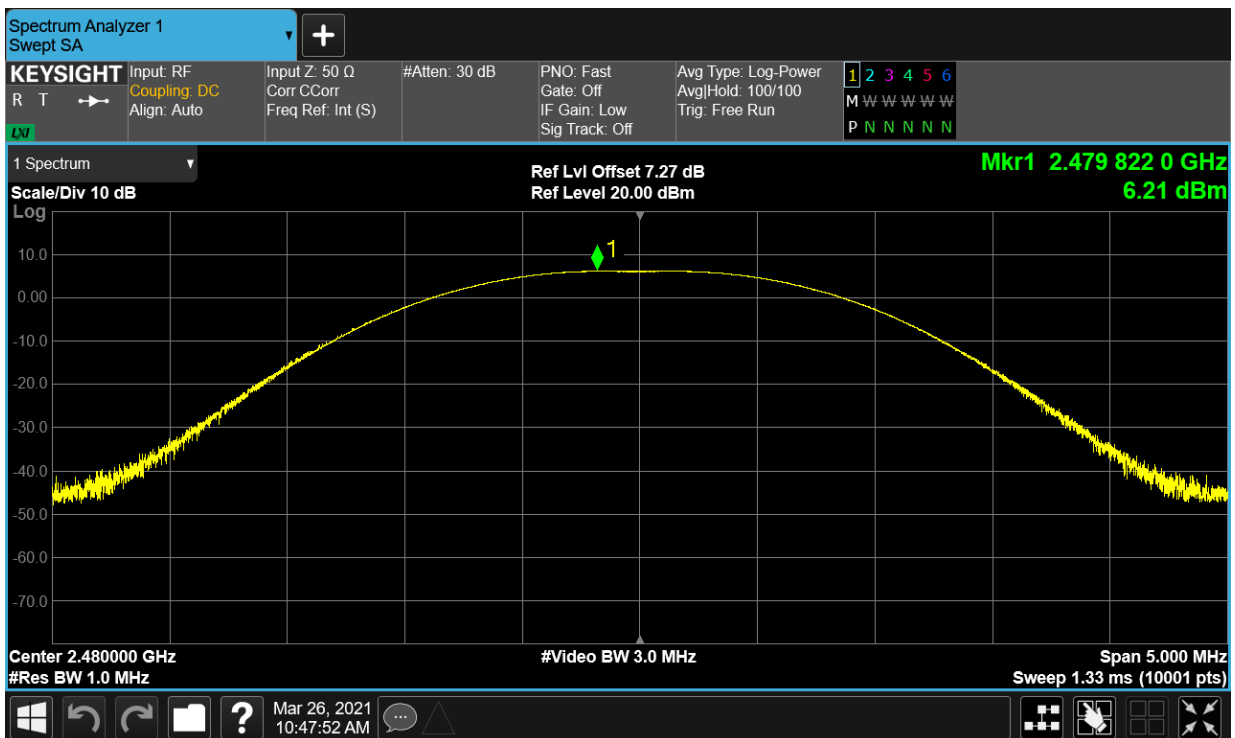 Spectrum Analyzer 1
Swept SA
KEYSIGHT
R T
LXI
Input: RF
Coupling: DC
Align: Auto
Input Z: 50 Ω
Corr CCorr
Freq Ref: Int (S)
#Atten: 30 dB
PNO: Fast
Gate: Off
IF Gain: Low
Sig Track: Off
Avg Type: Log-Power
Avg|Hold: 100/100
Trig: Free Run
1 2 3 4 5 6
M W W W W W
P N N N N N
1 Spectrum
Scale/Div 10 dB
Log
Ref Lvl Offset 7.27 dB
Ref Level 20.00 dBm
Mkr1 2.479 822 0 GHz
6.21 dBm
1
10.0
0.00
-10.0
-20.0
-30.0
-40.0
-50.0
-60.0
-70.0
Center 2.480000 GHz
#Res BW 1.0 MHz
#Video BW 3.0 MHz
Span 5.000 MHz
Sweep 1.33 ms (10001 pts)
?
Mar 26, 2021
10:47:52 AM